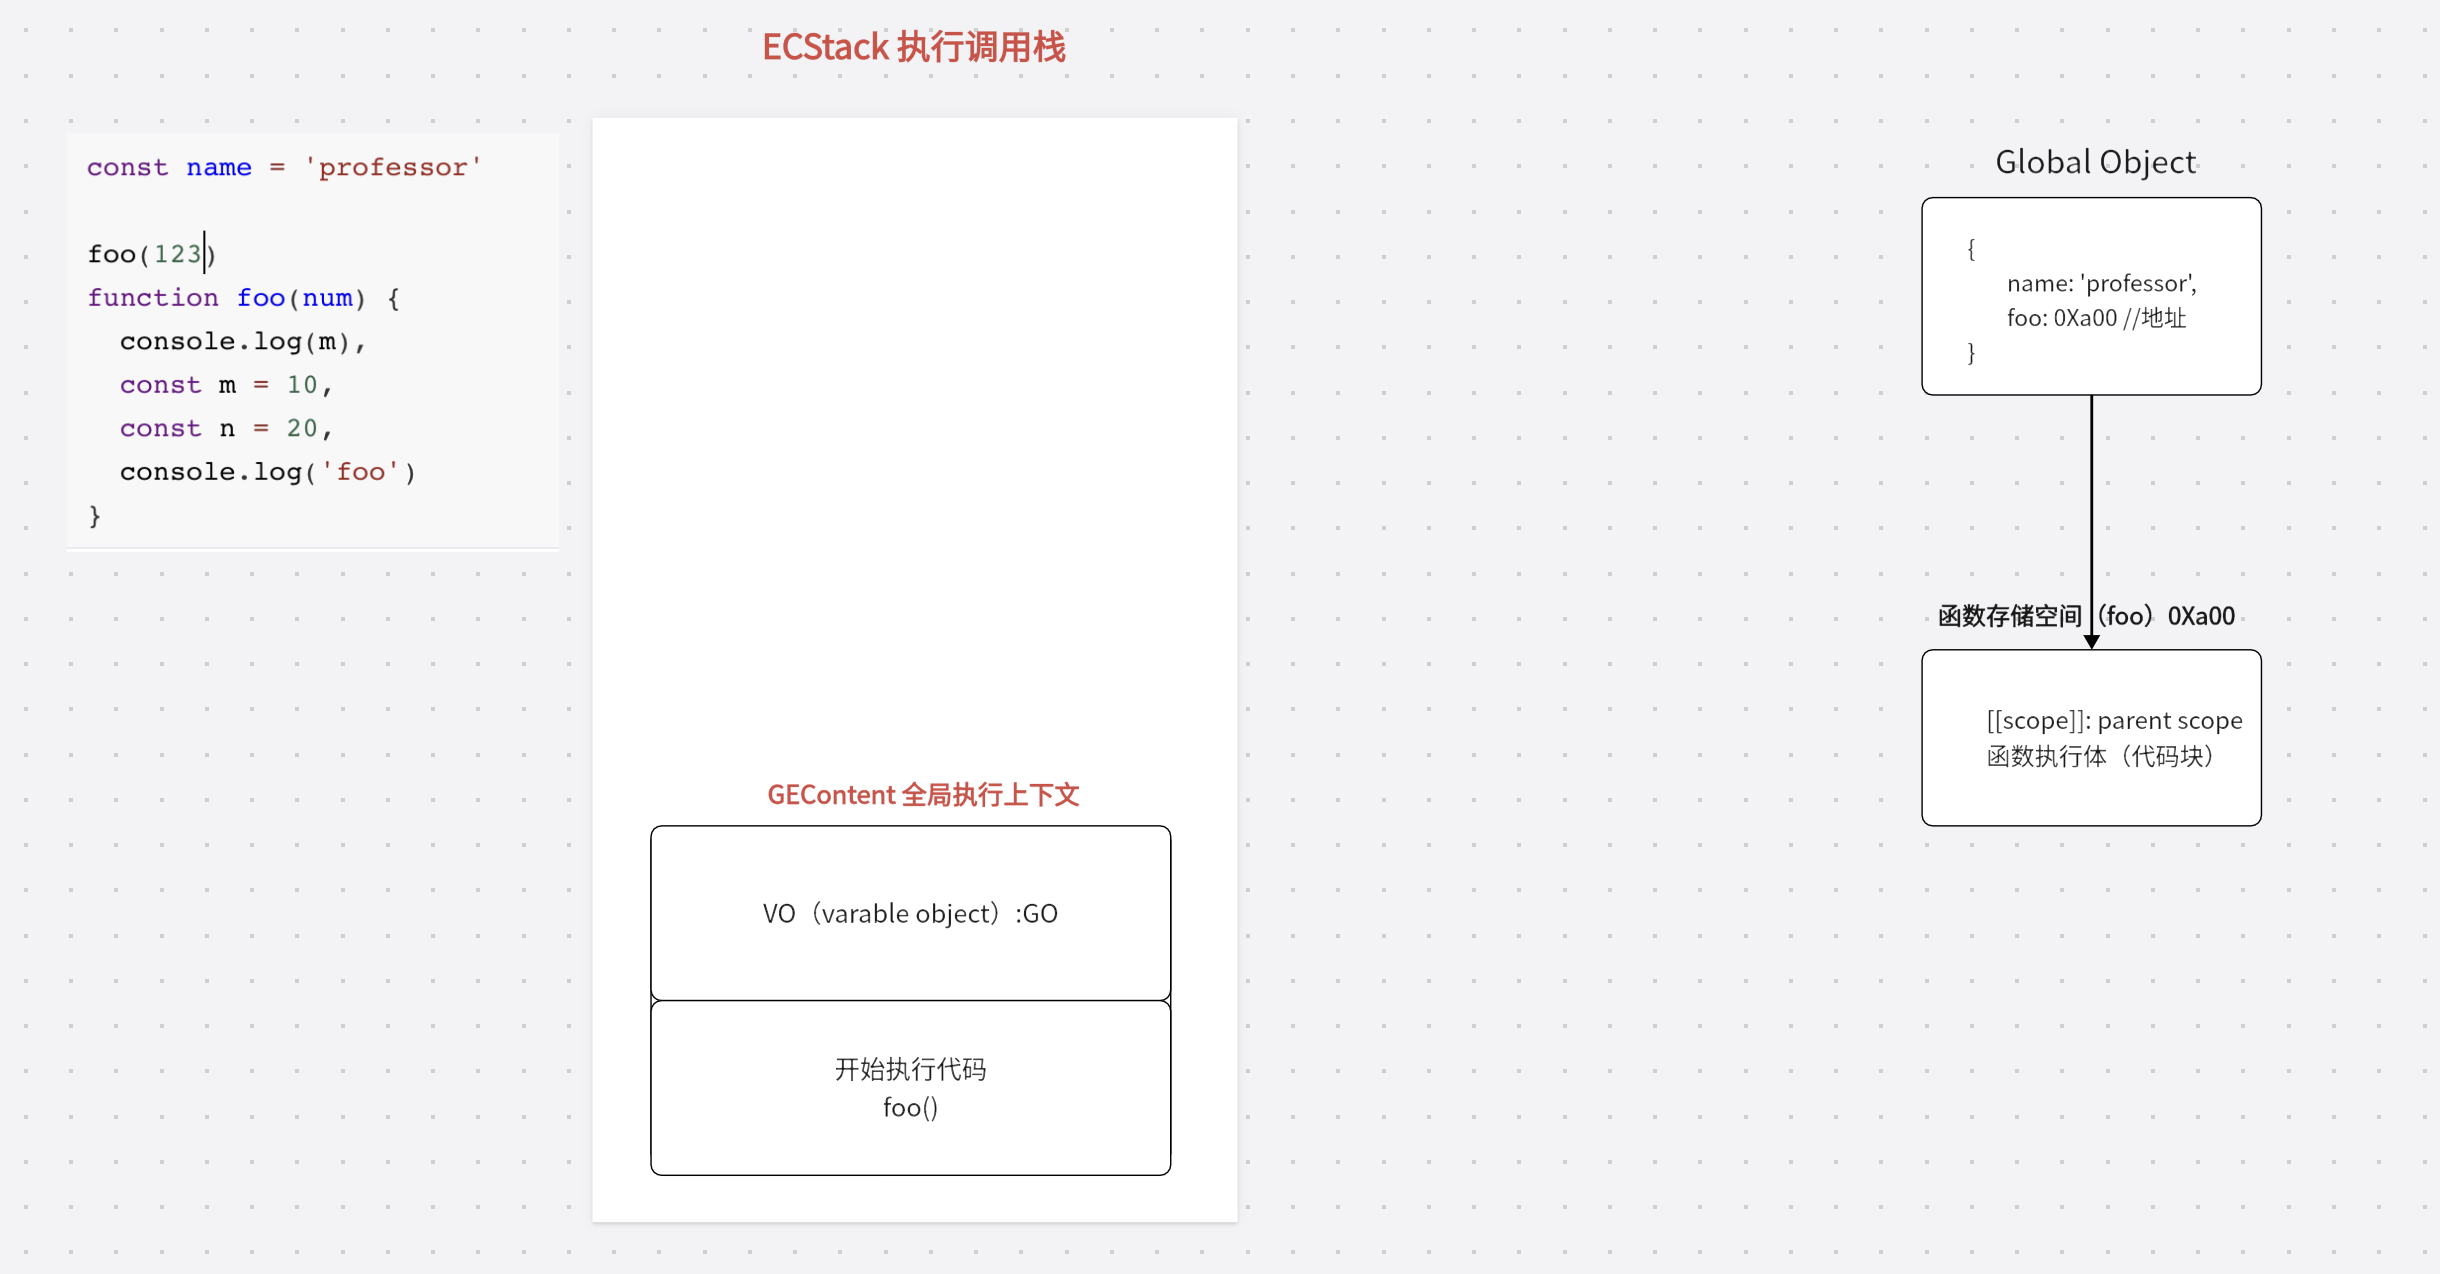 ECStack 执行调用栈
const name = 'professor'
foo(123)
function foo(num) {
  console.log(m),
  const m = 10,
  const n = 20,
  console.log('foo')
}
GEContent 全局执行上下文
VO（varable object）:GO
开始执行代码
foo()
Global Object
{
name: 'professor',
foo: 0Xa00 //地址
}
函数存储空间（foo）0Xa00
[[scope]]: parent scope
函数执行体（代码块）